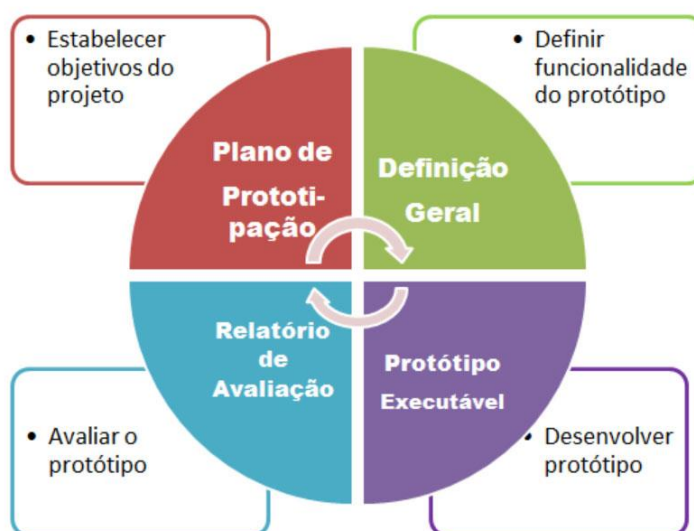 • Estabelecer
objetivos do
projeto
• Definir
funcionalidade
do protótipo
Plano de
Prototi-
pação
Definição
Geral
Relatório
de
Avaliação
Protótipo
Executável
• Avaliar o
protótipo
• Desenvolver
protótipo